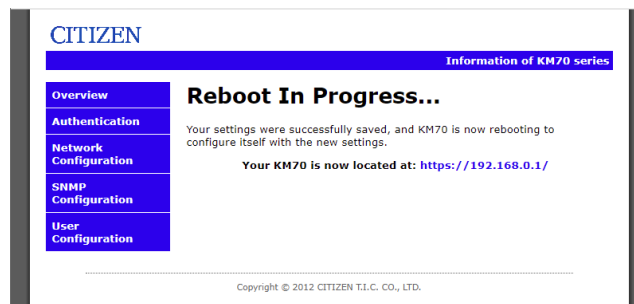 CITIZEN
Information of KM70 series
Overview
Authentication
Network
Configuration
SNMP
Configuration
User
Configuration
Reboot In Progress...
Your settings were successfully saved, and KM70 is now rebooting to
configure itself with the new settings.
Your KM70 is now located at: https://192.168.0.1/
Copyright © 2012 CITIZEN T.I.C. CO., LTD.